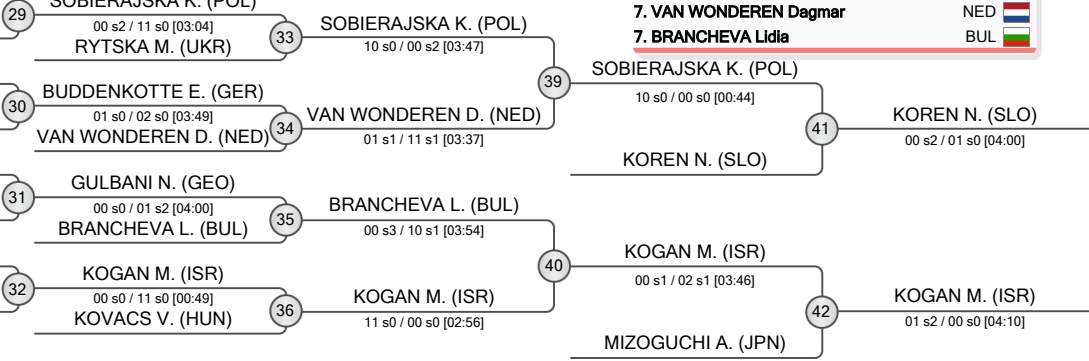 SOBIERAJSKA K. (POL)
29
00 s2 / 11 s0 [03:04]
RYTSKA M. (UKR)
33
SOBIERAJSKA K. (POL)
10 s0 / 00 s2 [03:47]
7. VAN WONDEREN Dagmar NED
7. BRANCHEVA Lidia BUL
30
BUDDENKOTTE E. (GER)
01 s0 / 02 s0 [03:49]
VAN WONDEREN D. (NED)
34
VAN WONDEREN D. (NED)
01 s1 / 11 s1 [03:37]
39
SOBIERAJSKA K. (POL)
10 s0 / 00 s0 [00:44]
KOREN N. (SLO)
41
KOREN N. (SLO)
00 s2 / 01 s0 [04:00]
31
GULBANI N. (GEO)
00 s0 / 01 s2 [04:00]
BRANCHEVA L. (BUL)
35
BRANCHEVA L. (BUL)
00 s3 / 10 s1 [03:54]
32
KOGAN M. (ISR)
00 s0 / 11 s0 [00:49]
KOVACS V. (HUN)
36
KOGAN M. (ISR)
11 s0 / 00 s0 [02:56]
40
KOGAN M. (ISR)
00 s1 / 02 s1 [03:46]
MIZOGUCHI A. (JPN)
42
KOGAN M. (ISR)
01 s2 / 00 s0 [04:10]